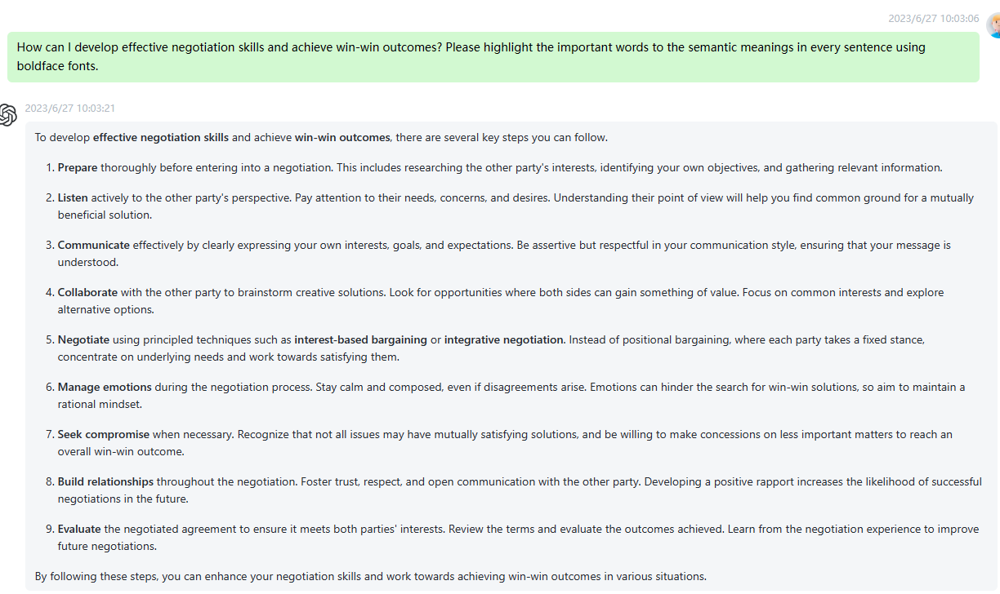 2023/6/27 10:03:06
How can I develop effective negotiation skills and achieve win-win outcomes? Please highlight the important words to the semantic meanings in every sentence using
boldface fonts.
2023/6/27 10:03:21
To develop effective negotiation skills and achieve win-win outcomes, there are several key steps you can follow.
1. Prepare thoroughly before entering into a negotiation. This includes researching the other party's interests, identifying your own objectives, and gathering relevant information.
2. Listen actively to the other party's perspective. Pay attention to their needs, concerns, and desires. Understanding their point of view will help you find common ground for a mutually
beneficial solution.
3. Communicate effectively by clearly expressing your own interests, goals, and expectations. Be assertive but respectful in your communication style, ensuring that your message is
understood.
4. Collaborate with the other party to brainstorm creative solutions. Look for opportunities where both sides can gain something of value. Focus on common interests and explore
alternative options.
5. Negotiate using principled techniques such as interest-based bargaining or integrative negotiation. Instead of positional bargaining, where each party takes a fixed stance,
concentrate on underlying needs and work towards satisfying them.
6. Manage emotions during the negotiation process. Stay calm and composed, even if disagreements arise. Emotions can hinder the search for win-win solutions, so aim to maintain a
rational mindset.
7. Seek compromise when necessary. Recognize that not all issues may have mutually satisfying solutions, and be willing to make concessions on less important matters to reach an
overall win-win outcome.
8. Build relationships throughout the negotiation. Foster trust, respect, and open communication with the other party. Developing a positive rapport increases the likelihood of successful
negotiations in the future.
9. Evaluate the negotiated agreement to ensure it meets both parties' interests. Review the terms and evaluate the outcomes achieved. Learn from the negotiation experience to improve
future negotiations.
By following these steps, you can enhance your negotiation skills and work towards achieving win-win outcomes in various situations.